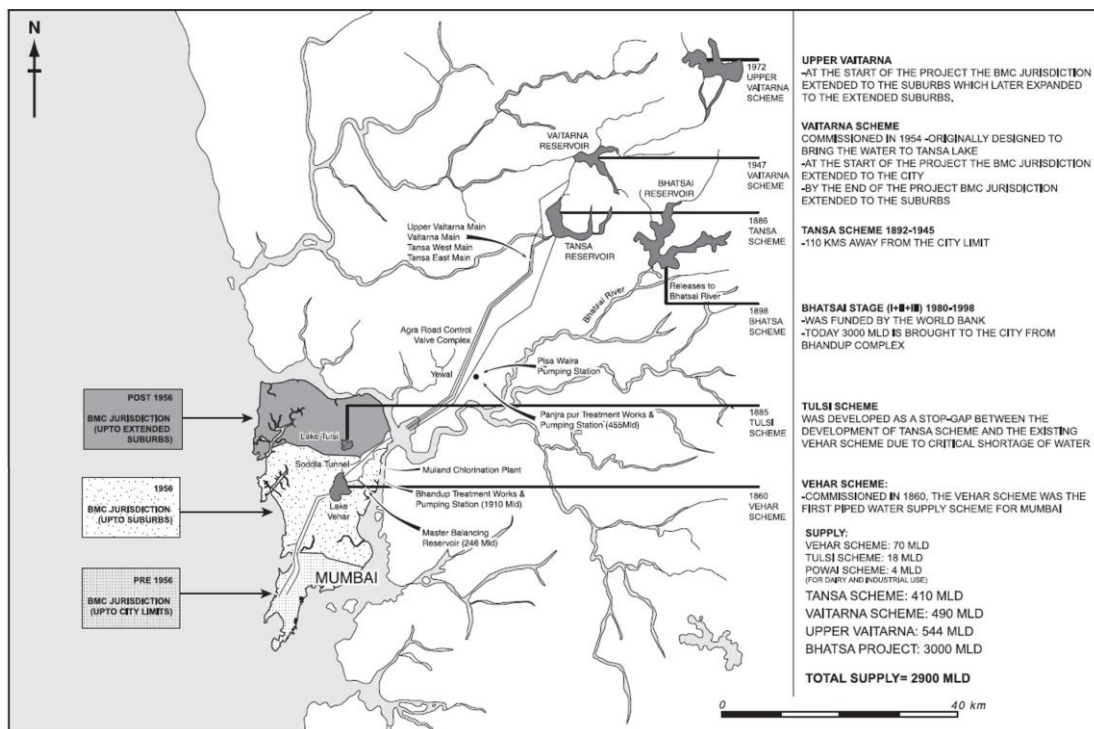 N
1972
UPPER
VAITARNA
SCHEME
VAITARNA
RESERVOIR
1947
VAITARNA
SCHEME
BHATSAI
RESERVOIR
1886
TANSA
SCHEME
Upper Vaitarna Main
Vaitarna Main
Tansa West Main
Tansa East Main
TANSA
RESERVOIR
Releases to
Bhatsai River
Bhatsai River
1898
BHATSA
SCHEME
Agra Road Control
Valve Complex
Yewal
Pisa Waira
Pumping Station
Panjra pur Treatment Works &
Pumping Station (455Mld)
1885
TULSI
SCHEME
Lake Tulsi
Soddla Tunnel
Muland Chlorination Plant
Bhandup Treatment Works &
Pumping Station (1910 Mld)
1860
VEHAR
SCHEME
Lake
Vehar
Master Balancing
Reservoir (246 Mld)
MUMBAI
POST 1956
BMC JURISDICTION
(UPTO EXTENDED
SUBURBS)
1956
BMC JURISDICTION
(UPTO SUBURBS)
PRE 1956
BMC JURISDICTION
(UPTO CITY LIMITS)
UPPER VAITARNA
-AT THE START OF THE PROJECT THE BMC JURISDICTION
EXTENDED TO THE SUBURBS WHICH LATER EXPANDED
TO THE EXTENDED SUBURBS.
VAITARNA SCHEME
COMMISSIONED IN 1954 -ORIGINALLY DESIGNED TO
BRING THE WATER TO TANSA LAKE
-AT THE START OF THE PROJECT THE BMC JURISDICTION
EXTENDED TO THE CITY
-BY THE END OF THE PROJECT BMC JURISDICTION
EXTENDED TO THE SUBURBS
TANSA SCHEME 1892-1945
-110 KMS AWAY FROM THE CITY LIMIT
BHATSAI STAGE (I+II+III) 1980-1998
-WAS FUNDED BY THE WORLD BANK
-TODAY 3000 MLD IS BROUGHT TO THE CITY FROM
BHANDUP COMPLEX
TULSI SCHEME
WAS DEVELOPED AS A STOP-GAP BETWEEN THE
DEVELOPMENT OF TANSA SCHEME AND THE EXISTING
VEHAR SCHEME DUE TO CRITICAL SHORTAGE OF WATER
VEHAR SCHEME:
-COMMISSIONED IN 1860, THE VEHAR SCHEME WAS THE
FIRST PIPED WATER SUPPLY SCHEME FOR MUMBAI
SUPPLY:
VEHAR SCHEME: 70 MLD
TULSI SCHEME: 18 MLD
POWAI SCHEME: 4 MLD
(FOR DAIRY AND INDUSTRIAL USE)
TANSA SCHEME: 410 MLD
VAITARNA SCHEME: 490 MLD
UPPER VAITARNA: 544 MLD
BHATSA PROJECT: 3000 MLD
TOTAL SUPPLY= 2900 MLD
0
40 km